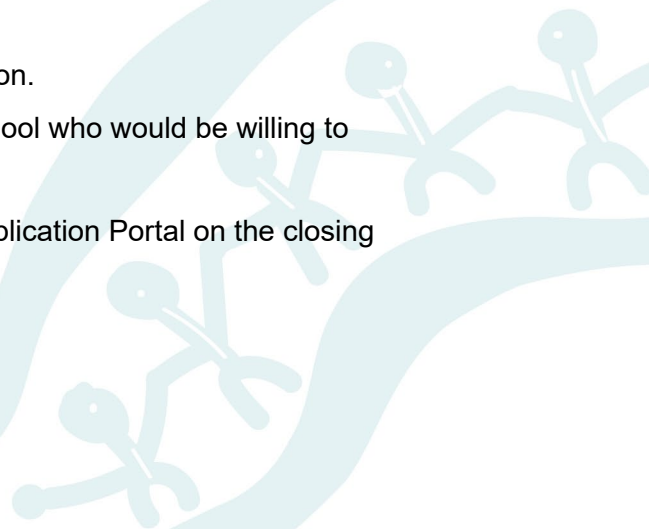 on.
ool who would be willing to
plication Portal on the closing